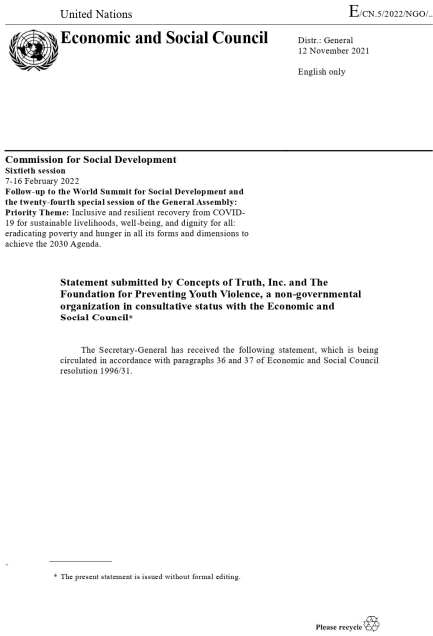 United Nations
E/CN.5/2022/NGO/..
Economic and Social Council
Distr.: General
12 November 2021
English only
Commission for Social Development
Sixtieth session
7-16 February 2022
Follow-up to the World Summit for Social Development and
the twenty-fourth special session of the General Assembly:
Priority Theme: Inclusive and resilient recovery from COVID-
19 for sustainable livelihoods, well-being, and dignity for all:
eradicating poverty and hunger in all its forms and dimensions to
achieve the 2030 Agenda.
Statement submitted by Concepts of Truth, Inc. and The
Foundation for Preventing Youth Violence, a non-governmental
organization in consultative status with the Economic and
Social Council*
The Secretary-General has received the following statement, which is being
circulated in accordance with paragraphs 36 and 37 of Economic and Social Council
resolution 1996/31.
* The present statement is issued without formal editing.
Please recycle